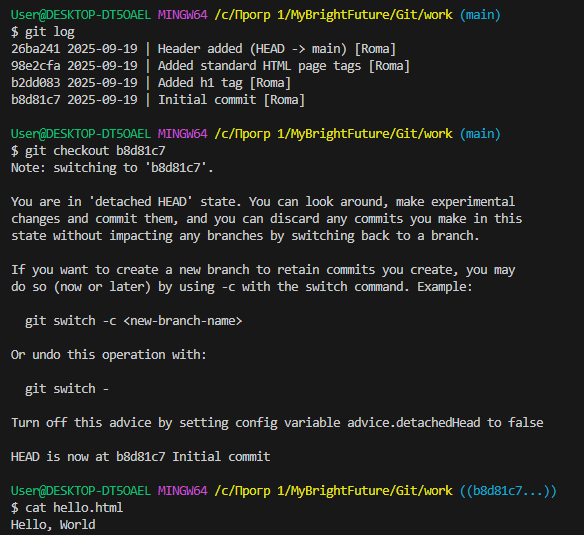 User@DESKTOP-DT5OAEL MINGW64 /c/Прогр 1/MyBrightFuture/Git/work (main)
$ git log
26ba241 2025-09-19 | Header added (HEAD -> main) [Roma]
98e2cfa 2025-09-19 | Added standard HTML page tags [Roma]
b2dd083 2025-09-19 | Added h1 tag [Roma]
b8d81c7 2025-09-19 | Initial commit [Roma]
User@DESKTOP-DT5OAEL MINGW64 /c/Прогр 1/MyBrightFuture/Git/work (main)
$ git checkout b8d81c7
Note: switching to 'b8d81c7'.
You are in 'detached HEAD' state. You can look around, make experimental
changes and commit them, and you can discard any commits you make in this
state without impacting any branches by switching back to a branch.
If you want to create a new branch to retain commits you create, you may
do so (now or later) by using -c with the switch command. Example:
git switch -c <new-branch-name>
Or undo this operation with:
git switch -
Turn off this advice by setting config variable advice.detachedHead to false
HEAD is now at b8d81c7 Initial commit
User@DESKTOP-DT5OAEL MINGW64 /c/Прогр 1/MyBrightFuture/Git/work ((b8d81c7...))
$ cat hello.html
Hello, World